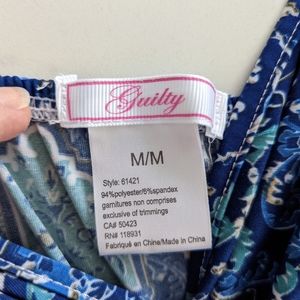 Guilty
M/M
Style: 61421
94%polyester/6%spandex
garnitures non comprises
exclusive of trimmings
CA# 50423
RN# 118931
Fabriqué en China/Made in China